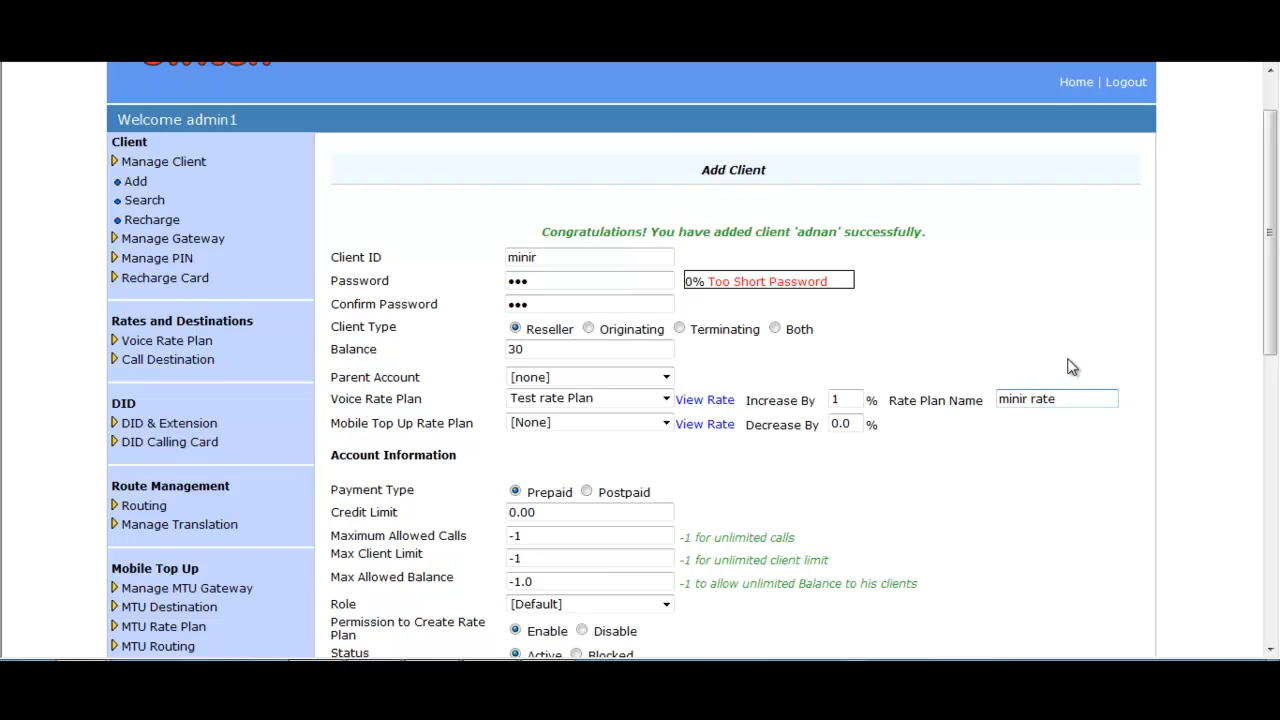 Home | Logout
Welcome admin1
Client
Manage Client
Add
Search
Recharge
Manage Gateway
Manage PIN
Recharge Card
Rates and Destinations
Voice Rate Plan
Call Destination
DID
DID & Extension
DID Calling Card
Route Management
Routing
Manage Translation
Mobile Top Up
Manage MTU Gateway
MTU Destination
MTU Rate Plan
MTU Routing
Add Client
Congratulations! You have added client 'adnan' successfully.
Client ID minir
Password ••• 0% Too Short Password
Confirm Password •••
Client Type Reseller Originating Terminating Both
Balance 30
Parent Account [none]
Voice Rate Plan Test rate Plan View Rate Increase By 1 % Rate Plan Name minir rate
Mobile Top Up Rate Plan [None] View Rate Decrease By 0.0 %
Account Information
Payment Type Prepaid Postpaid
Credit Limit 0.00
Maximum Allowed Calls -1 -1 for unlimited calls
Max Client Limit -1 -1 for unlimited client limit
Max Allowed Balance -1.0 -1 to allow unlimited Balance to his clients
Role [Default]
Permission to Create Rate
Plan Enable Disable
Status Active Blocked